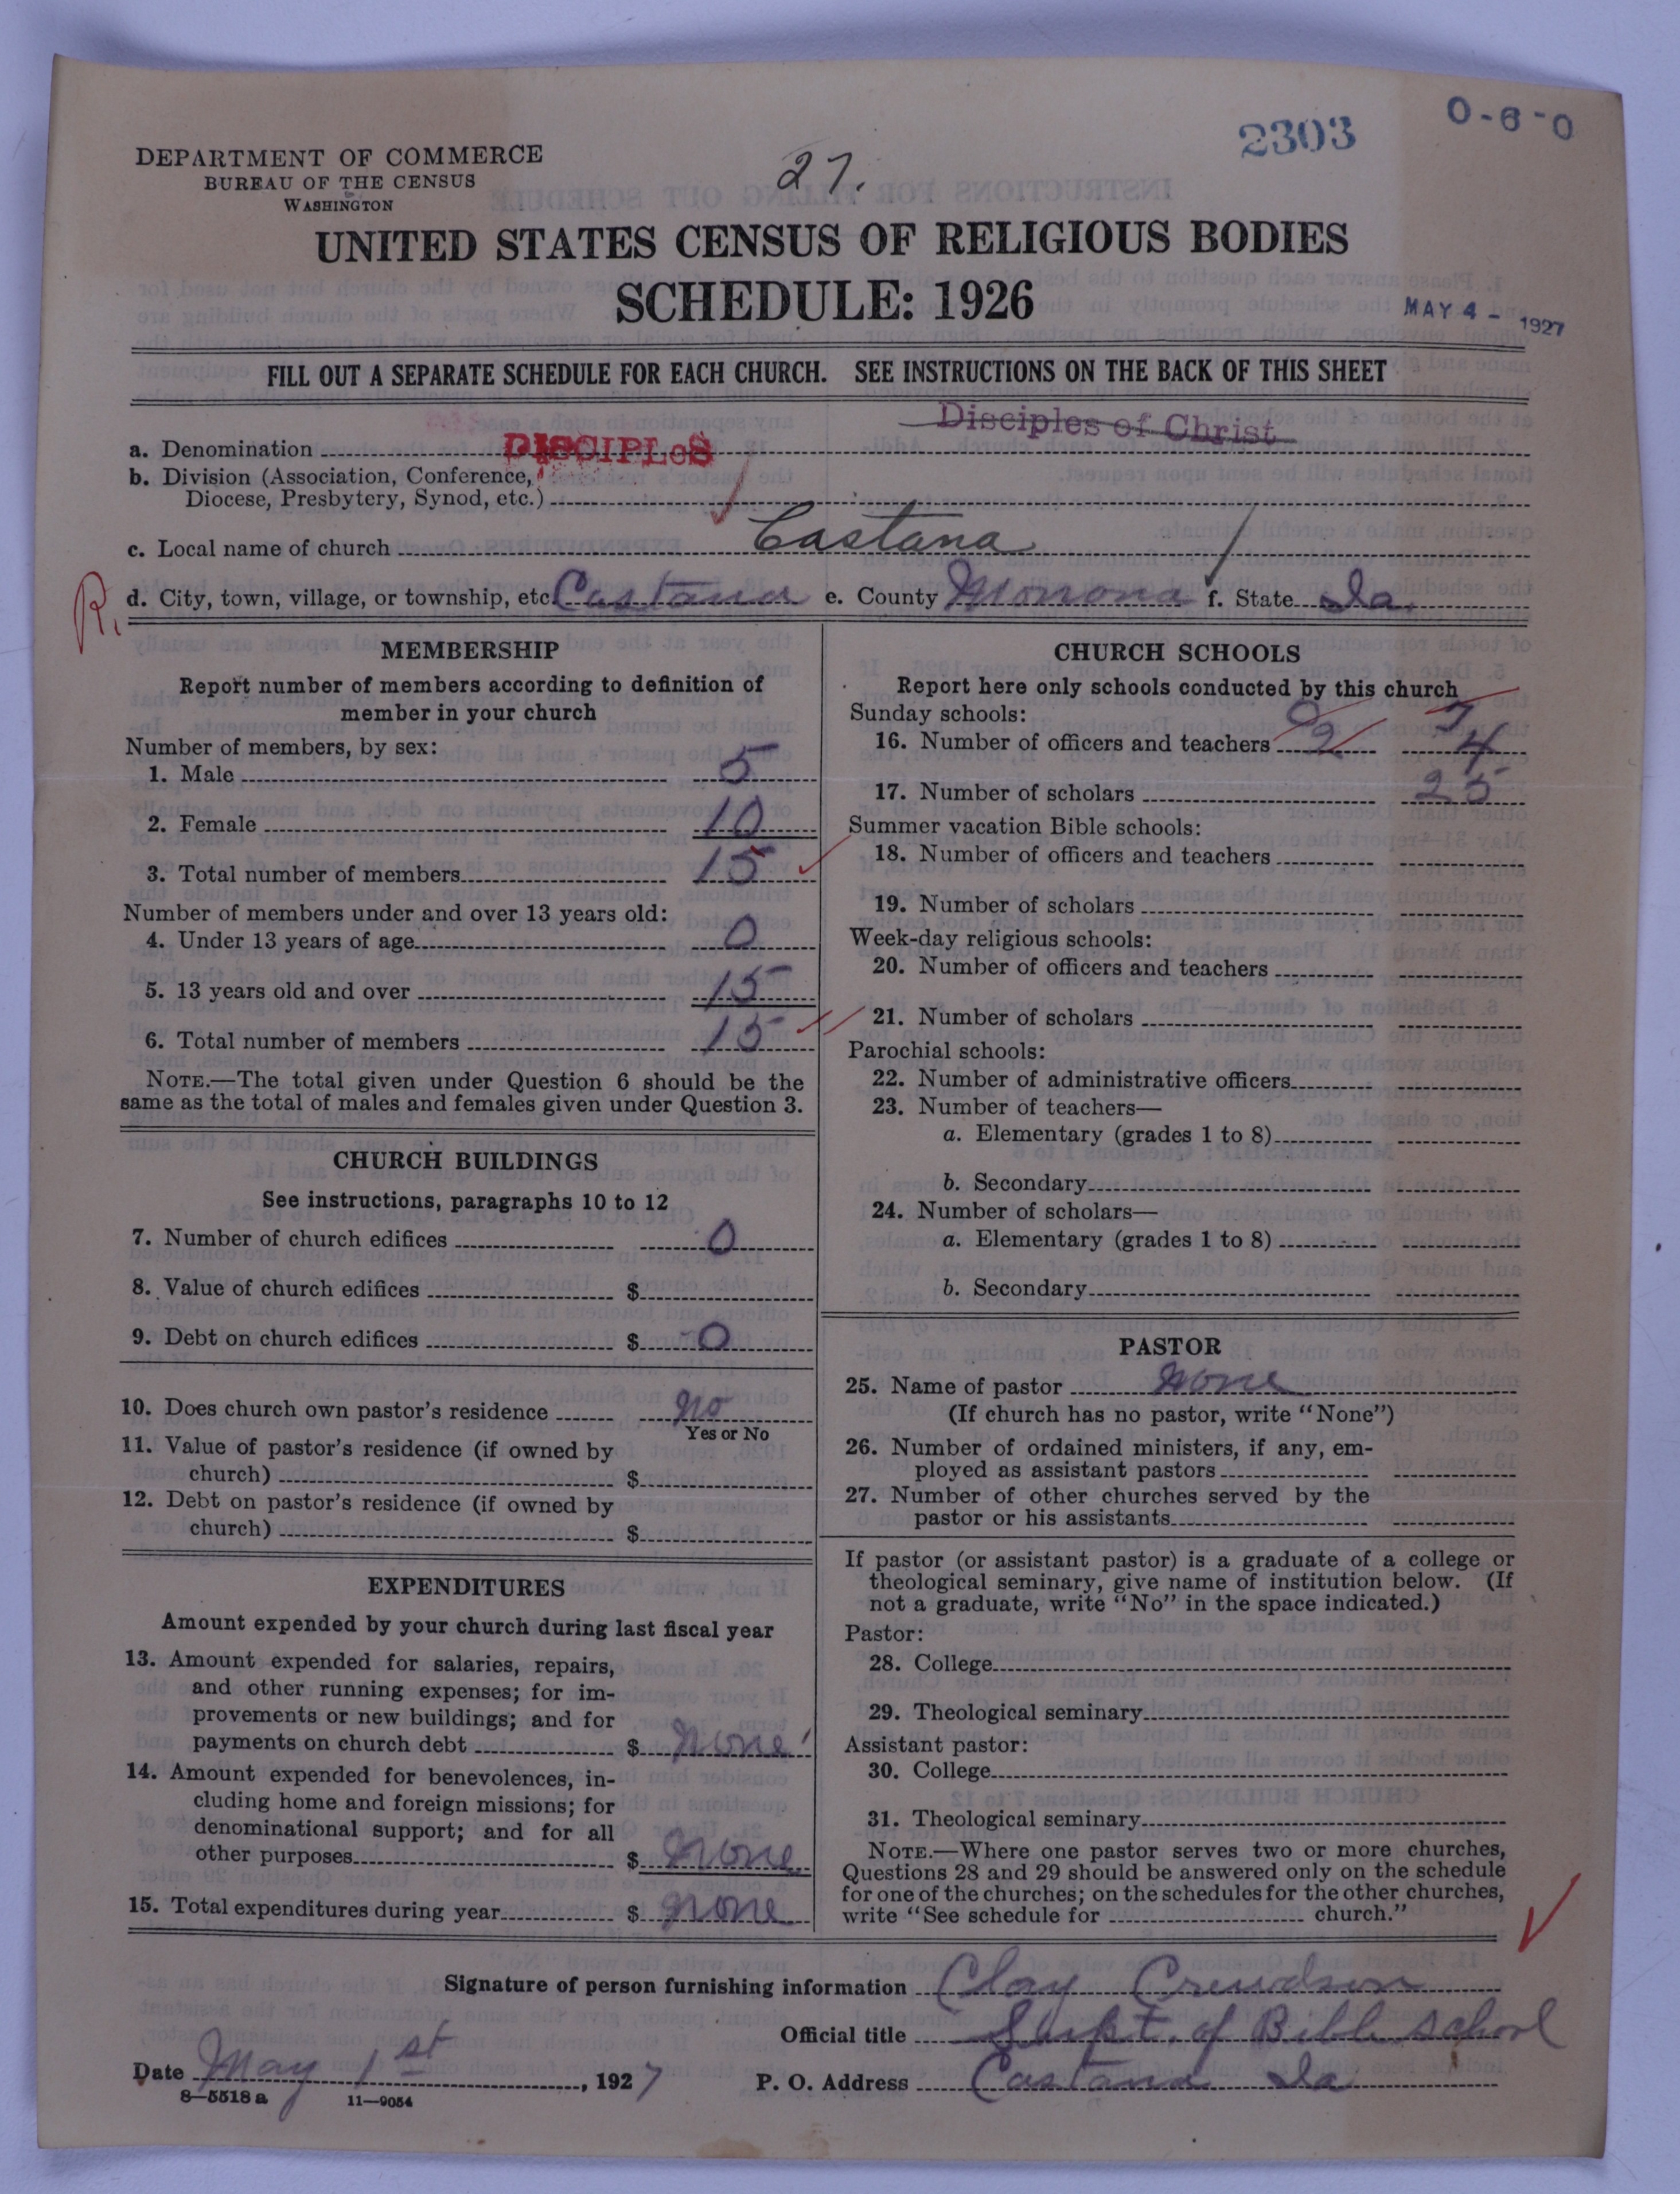 0-6-0
2303
27.
DEPARTMENT OF COMMERCE
BUREAU OF THE CENSUS
WASHINGTON
UNITED STATES CENSUS OF RELIGIOUS BODIES
SCHEDULE: 1926
MAY 4 - 1927
FILL OUT A SEPARATE SCHEDULE FOR EACH CHURCH. SEE INSTRUCTIONS ON THE BACK OF THIS SHEET
Disciples of Christ
a. Denomination DISCIPLeS
b. Division (Association, Conference,
Diocese, Presbytery, Synod, etc.)
c. Local name of church Castana
R. d. City, town, village, or township, etc. Castana e. County Monona f. State Ia.
MEMBERSHIP
Report number of members according to definition of
member in your church
Number of members, by sex:
1. Male 5
2. Female 10
3. Total number of members 15
Number of members under and over 13 years old:
4. Under 13 years of age 0
5. 13 years old and over 15
6. Total number of members 15
NOTE.—The total given under Question 6 should be the
same as the total of males and females given under Question 3.
CHURCH BUILDINGS
See instructions, paragraphs 10 to 12
7. Number of church edifices 0
8. Value of church edifices $
9. Debt on church edifices $ 0
10. Does church own pastor's residence no
Yes or No
11. Value of pastor's residence (if owned by
church) $
12. Debt on pastor's residence (if owned by
church) $
EXPENDITURES
Amount expended by your church during last fiscal year
13. Amount expended for salaries, repairs,
and other running expenses; for im-
provements or new buildings; and for
payments on church debt $ None
14. Amount expended for benevolences, in-
cluding home and foreign missions; for
denominational support; and for all
other purposes $ None
15. Total expenditures during year $ none
CHURCH SCHOOLS
Report here only schools conducted by this church
Sunday schools:
O T
16. Number of officers and teachers 2 4
17. Number of scholars 25
Summer vacation Bible schools:
18. Number of officers and teachers
19. Number of scholars
Week-day religious schools:
20. Number of officers and teachers
21. Number of scholars
Parochial schools:
22. Number of administrative officers
23. Number of teachers—
a. Elementary (grades 1 to 8)
b. Secondary
24. Number of scholars—
a. Elementary (grades 1 to 8)
b. Secondary
PASTOR
25. Name of pastor None
(If church has no pastor, write "None")
26. Number of ordained ministers, if any, em-
ployed as assistant pastors
27. Number of other churches served by the
pastor or his assistants
If pastor (or assistant pastor) is a graduate of a college or
theological seminary, give name of institution below. (If
not a graduate, write "No" in the space indicated.)
Pastor:
28. College
29. Theological seminary
Assistant pastor:
30. College
31. Theological seminary
NOTE.—Where one pastor serves two or more churches,
Questions 28 and 29 should be answered only on the schedule
for one of the churches; on the schedules for the other churches,
write "See schedule for church."
Signature of person furnishing information Clay Crewdson
Official title Supt. of Bible School
Date May 1st, 1927 P. O. Address Castana Ia
8—5518a 11—9054